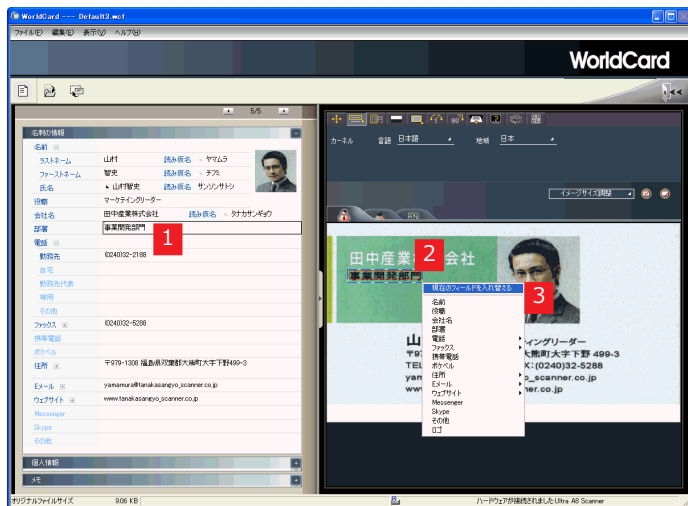 WorldCard --- Default3.wcf
ファイル(F) 編集(E) 表示(V) ヘルプ(H)
WorldCard
5/5
名刺の情報
名前
ラストネーム 山村 読み仮名 ヤマムラ
ファーストネーム 智史 読み仮名
氏名 山村智史 読み仮名 サンソンサトシ
役職 マーケテイングリーダー
会社名 田中産業株式会社 読み仮名 タナカサンギョウ
部署 事業開発部門
1
電話
勤務先 (0240)32-2188
自宅
勤務先代表
専用
その他
ファックス (0240)32-5288
携帯電話
ポケベル
住所 〒979-1308 福島県双葉郡大熊町大字下野499-3
Eメール yamamura@tanakasangyo_scanner.co.jp
ウェブサイト www.tanakasangyo_scanner.co.jp
Messenger
Skype
その他
個人情報
メモ
オリジナルファイルサイズ 906 KB
カーネル 言語 日本語 地域 日本
イメージサイズ調整
田中産業 会社
2
事業開発部門
現在のフィールドを入れ替える
3
名前
役職
会社名
部署
電話
ファックス
携帯電話
ポケベル
住所
Eメール
ウェブサイト
Messenger
Skype
その他
ロゴ
山 ィングリーダー
〒97 大熊町大字下野 499-3
TEL X:(0240)32-5288
yam o_scanner.co.jp
ww er.co.jp
ハードウェアが接続されました:Ultra A8 Scanner